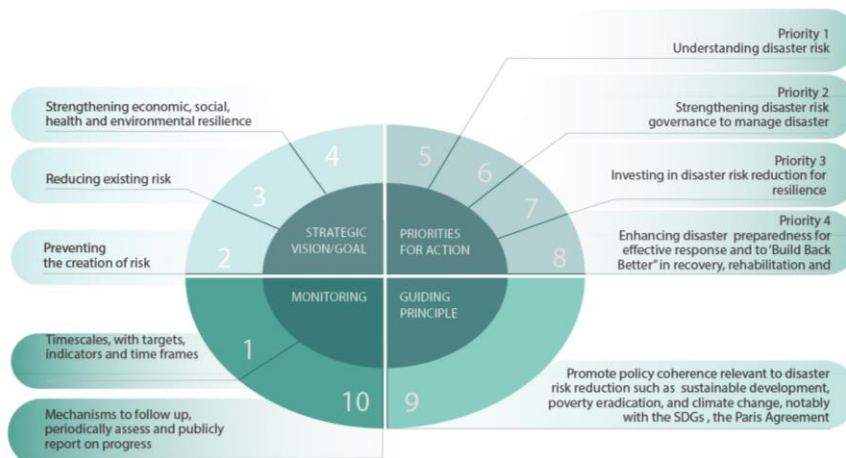 Priority 1
Understanding disaster risk
Priority 2
Strengthening disaster risk
governance to manage disaster
Priority 3
Investing in disaster risk reduction for
resilience
Priority 4
Enhancing disaster preparedness for
effective response and to ‘Build Back
Better” in recovery, rehabilitation and
Strengthening economic, social,
health and environmental resilience
Reducing existing risk
Preventing
the creation of risk
4
3
2
5
6
7
8
STRATEGIC
VISION/GOAL
PRIORITIES
FOR ACTION
MONITORING
GUIDING
PRINCIPLE
1
10
9
Timescales, with targets,
indicators and time frames
Mechanisms to follow up,
periodically assess and publicly
report on progress
Promote policy coherence relevant to disaster
risk reduction such as sustainable development,
poverty eradication, and climate change, notably
with the SDGs , the Paris Agreement